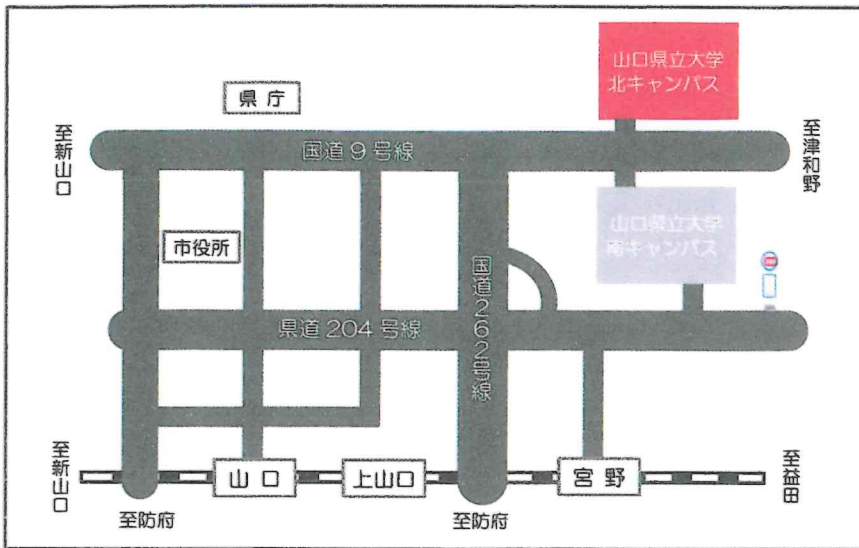 山口県立大学
北キャンパス
県庁
至新山口
国道9号線
至津和野
山口県立大学
南キャンパス
市役所
国道262号線
県道204号線
至新山口
山口
上山口
宮野
至益田
至防府
至防府